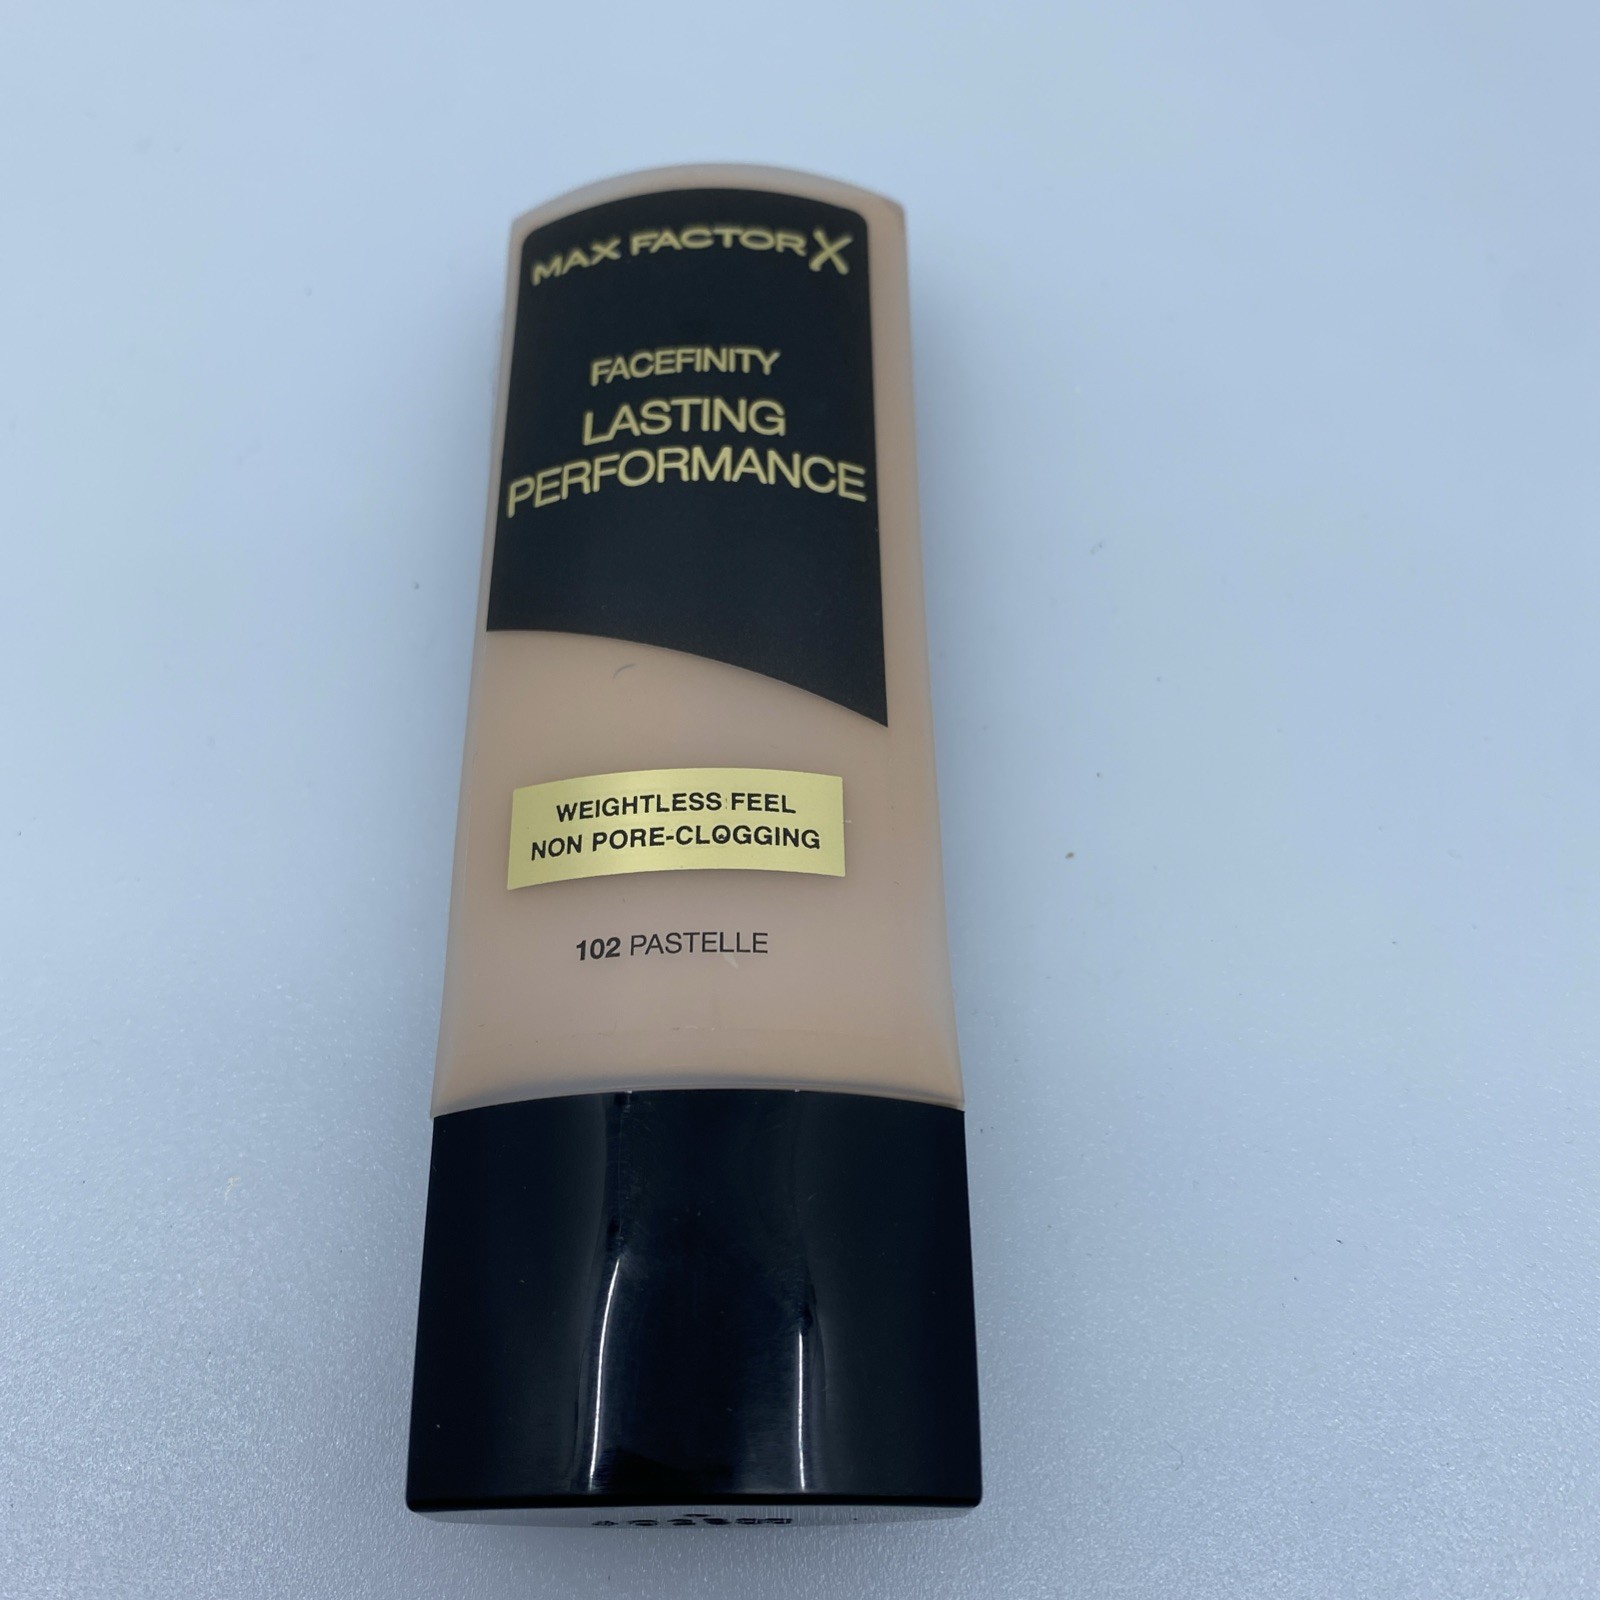 MAX FACTOR X
FACEFINITY
LASTING
PERFORMANCE
WEIGHTLESS FEEL
NON PORE-CLOGGING
102 PASTELLE